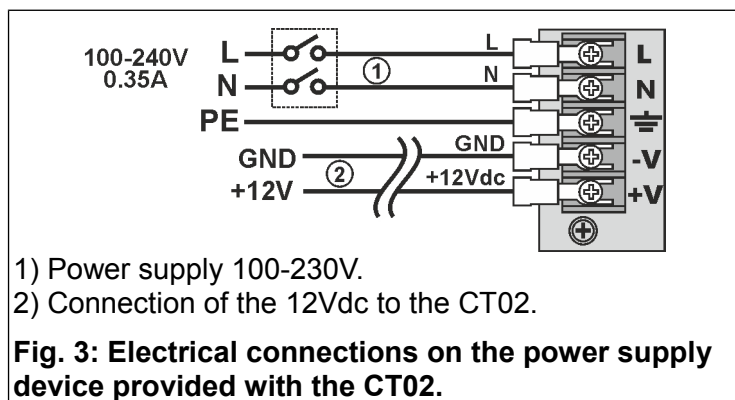 100-240V
0.35A
L
N
PE
GND
+12V
1
2
L
N
GND
+12Vdc
L
N
-V
+V
1) Power supply 100-230V.
2) Connection of the 12Vdc to the CT02.
Fig. 3: Electrical connections on the power supply
device provided with the CT02.